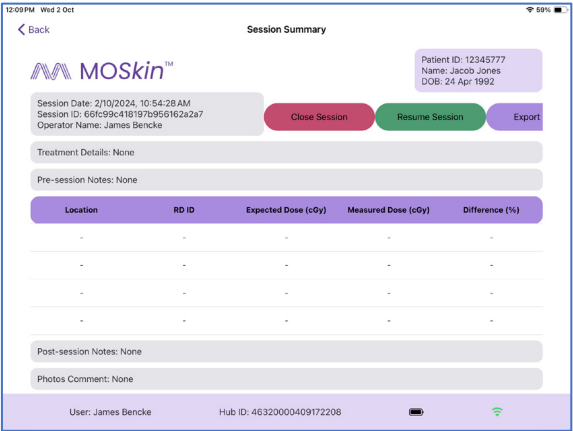 12:09 PM Wed 2 Oct
59%
Back
Session Summary
MOSkin™
Patient ID: 12345777
Name: Jacob Jones
DOB: 24 Apr 1992
Session Date: 2/10/2024, 10:54:28 AM
Session ID: 66fc99c418197b956162a2a7
Operator Name: James Bencke
Close Session
Resume Session
Export
Treatment Details: None
Pre-session Notes: None
Location RD ID Expected Dose (cGy) Measured Dose (cGy) Difference (%)
- - - - -
- - - - -
- - - - -
- - - - -
Post-session Notes: None
Photos Comment: None
User: James Bencke Hub ID: 46320000409172208